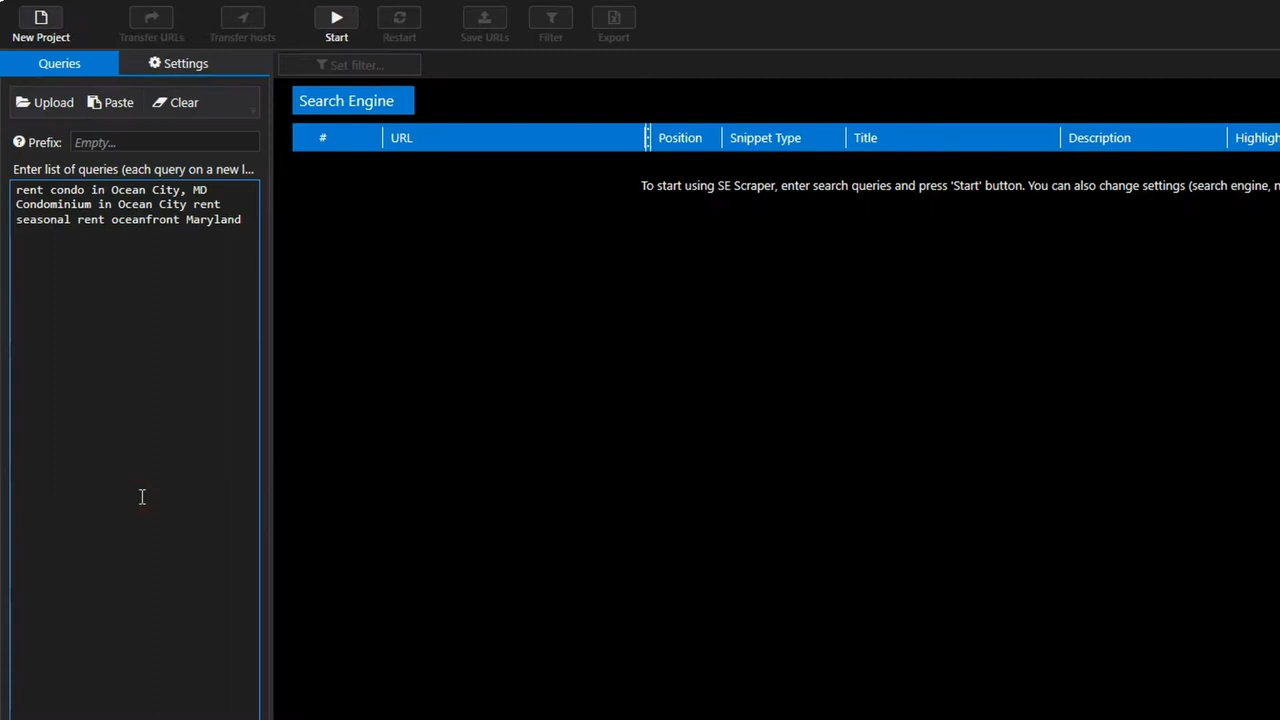 New Project
Transfer URLs
Transfer hosts
Start
Restart
Save URLs
Filter
Export
Queries
Settings
Set filter...
Upload
Paste
Clear
Search Engine
Prefix:
Empty...
#
URL
Position
Snippet Type
Title
Description
Highligh
Enter list of queries (each query on a new l...
To start using SE Scraper, enter search queries and press 'Start' button. You can also change settings (search engine,
rent condo in Ocean City, MD
Condominium in Ocean City rent
seasonal rent oceanfront Maryland